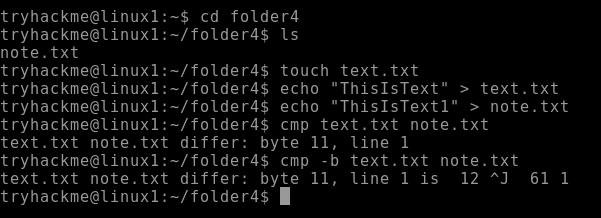 tryhackme@linux1:~$ cd folder4
tryhackme@linux1:~/folder4$ ls
note.txt
tryhackme@linux1:~/folder4$ touch text.txt
tryhackme@linux1:~/folder4$ echo "ThisIsText" > text.txt
tryhackme@linux1:~/folder4$ echo "ThisIsText1" > note.txt
tryhackme@linux1:~/folder4$ cmp text.txt note.txt
text.txt note.txt differ: byte 11, line 1
tryhackme@linux1:~/folder4$ cmp -b text.txt note.txt
text.txt note.txt differ: byte 11, line 1 is  12 ^J  61 1
tryhackme@linux1:~/folder4$